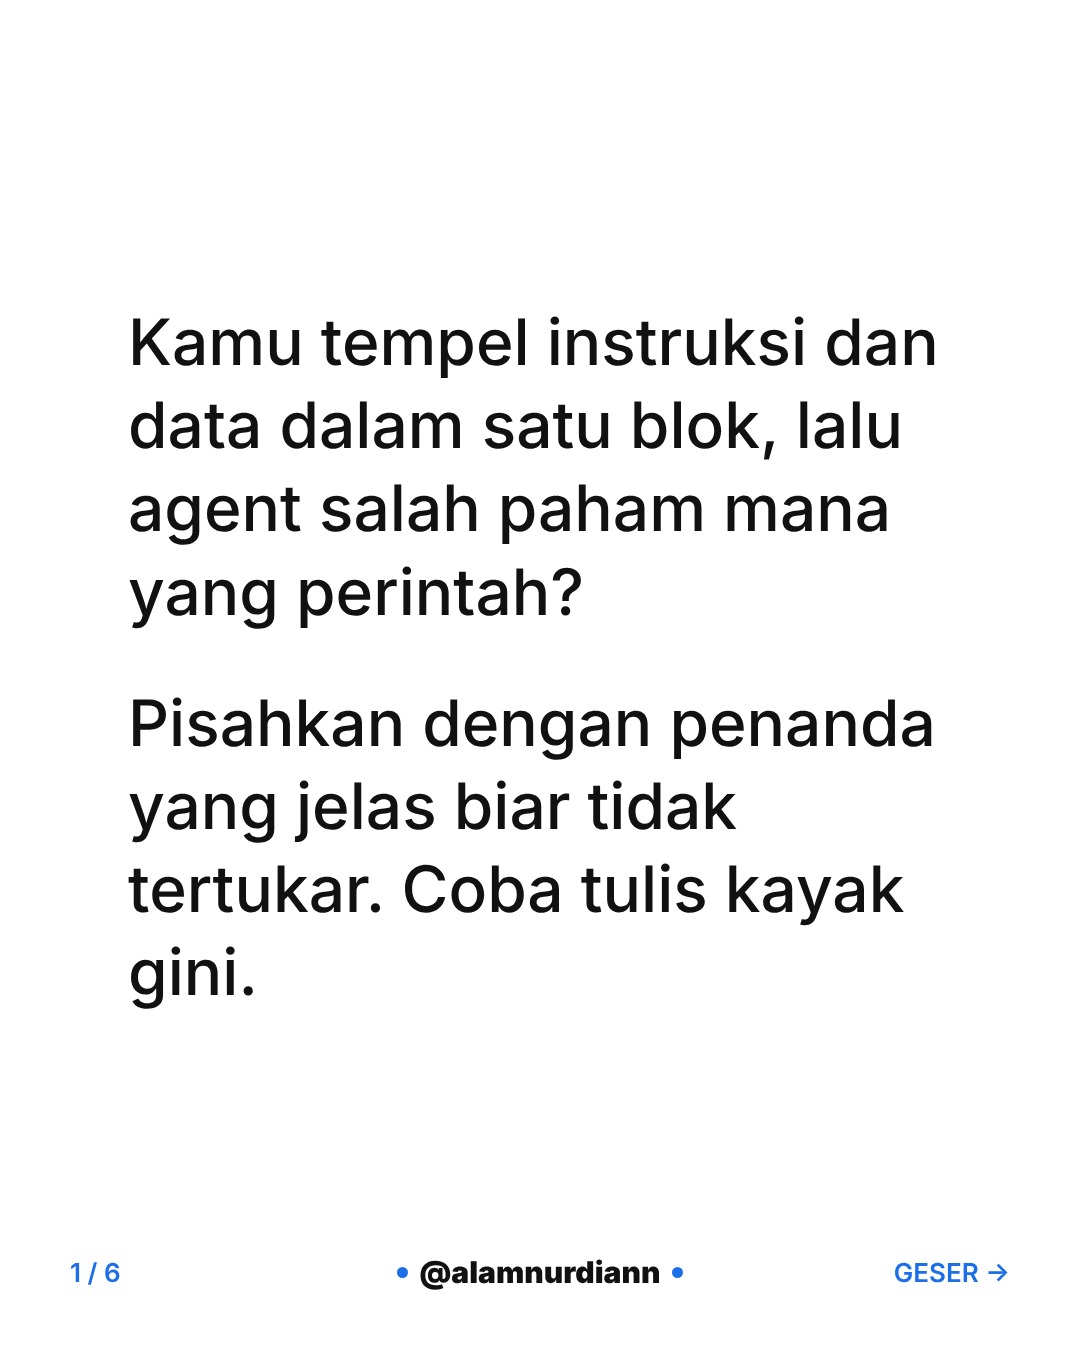 Kamu tempel instruksi dan
data dalam satu blok, lalu
agent salah paham mana
yang perintah?
Pisahkan dengan penanda
yang jelas biar tidak
tertukar. Coba tulis kayak
gini.
1 / 6
• @alamnurdiann •
GESER →